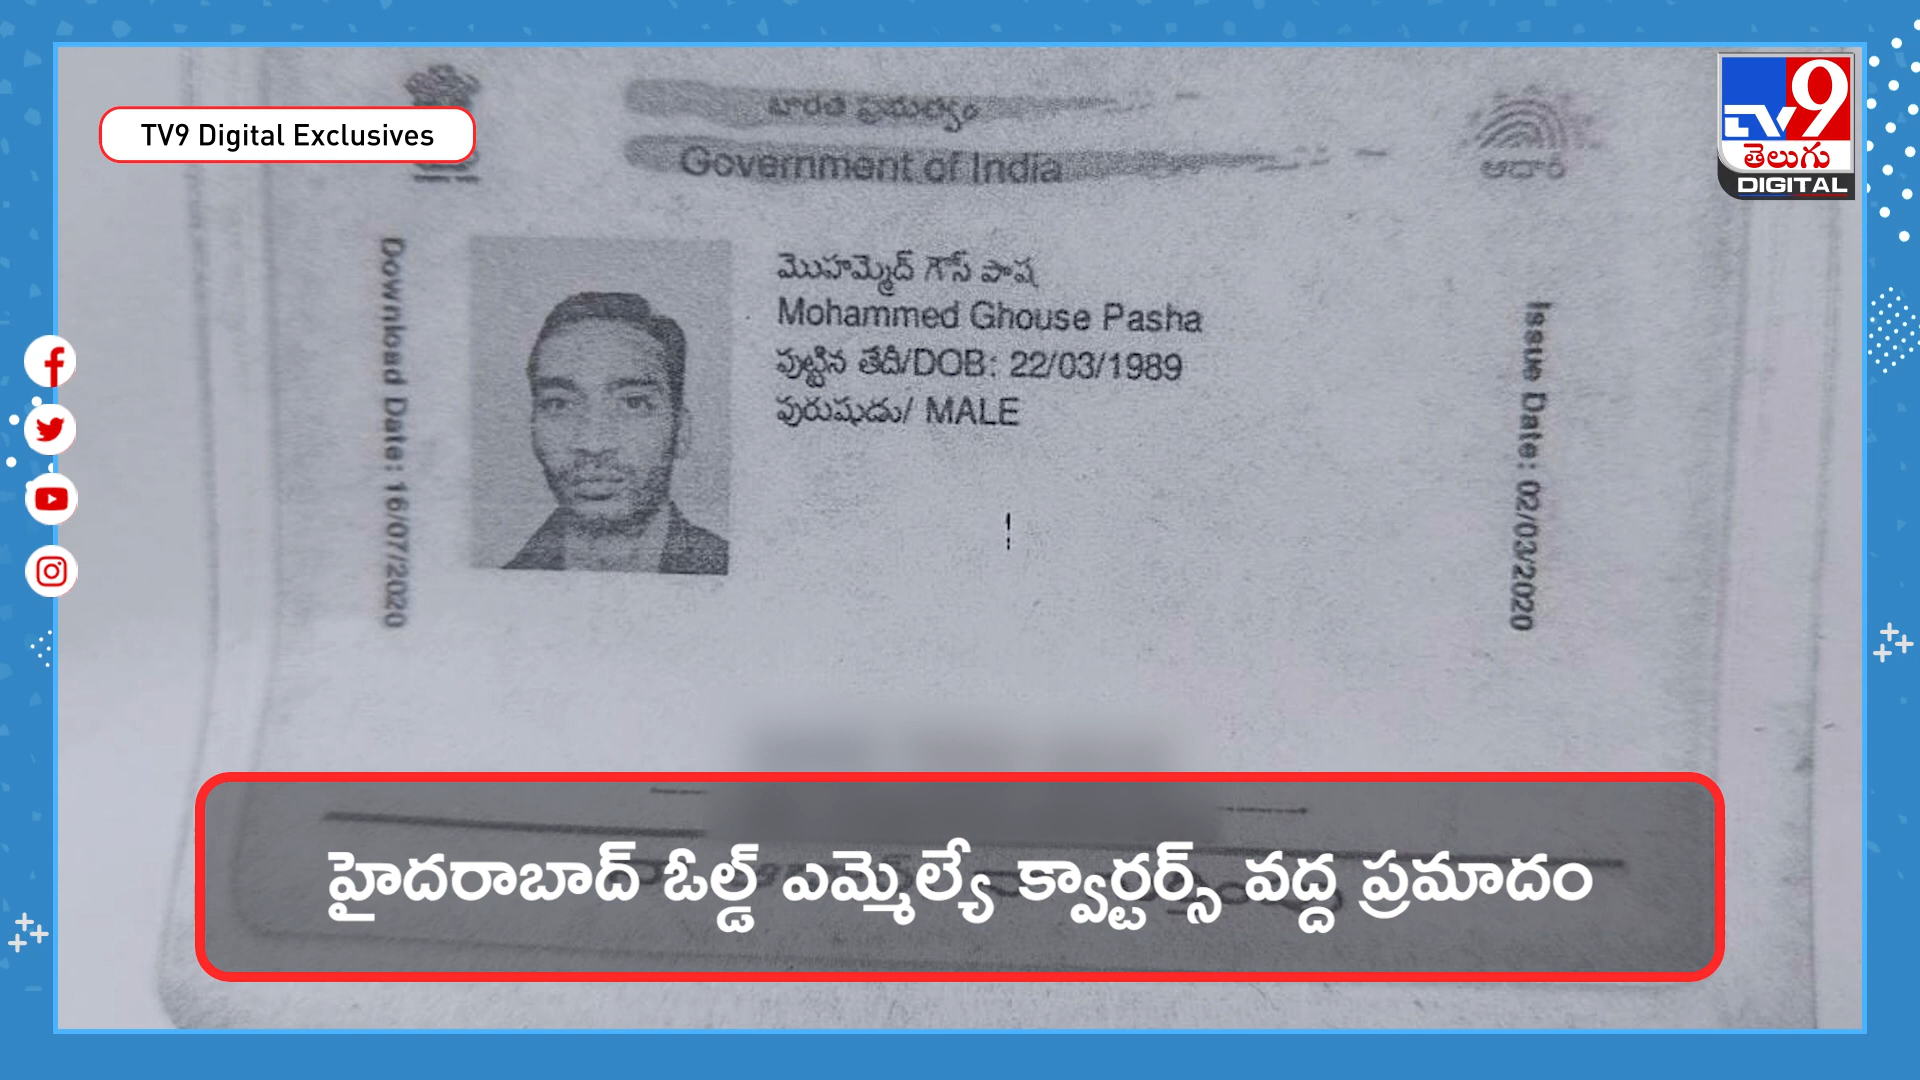 TV9 Digital Exclusives
TV9
తెలుగు
DIGITAL
భారత ప్రభుత్వం
Government of India
ఆధార్
Download Date: 16/07/2020
మొహమ్మెద్ గౌస్ పాష
Mohammed Ghouse Pasha
పుట్టిన తేదీ/DOB: 22/03/1989
పురుషుడు/ MALE
Issue Date: 02/03/2020
హైదరాబాద్ ఓల్డ్ ఎమ్మెల్యే క్వార్టర్స్ వద్ద ప్రమాదం